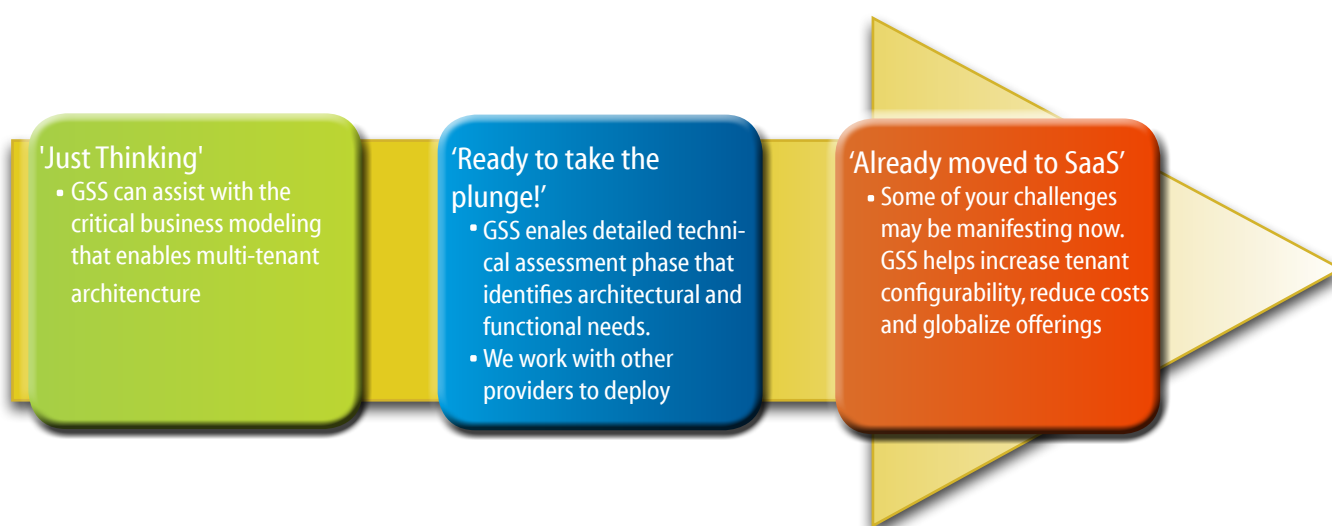 'Just Thinking'
▪ GSS can assist with the
critical business modeling
that enables multi-tenant
architencture
‘Ready to take the
plunge!’
▪ GSS enales detailed techni-
cal assessment phase that
identifies architectural and
functional needs.
▪ We work with other
providers to deploy
‘Already moved to SaaS’
▪ Some of your challenges
may be manifesting now.
GSS helps increase tenant
configurability, reduce costs
and globalize offerings